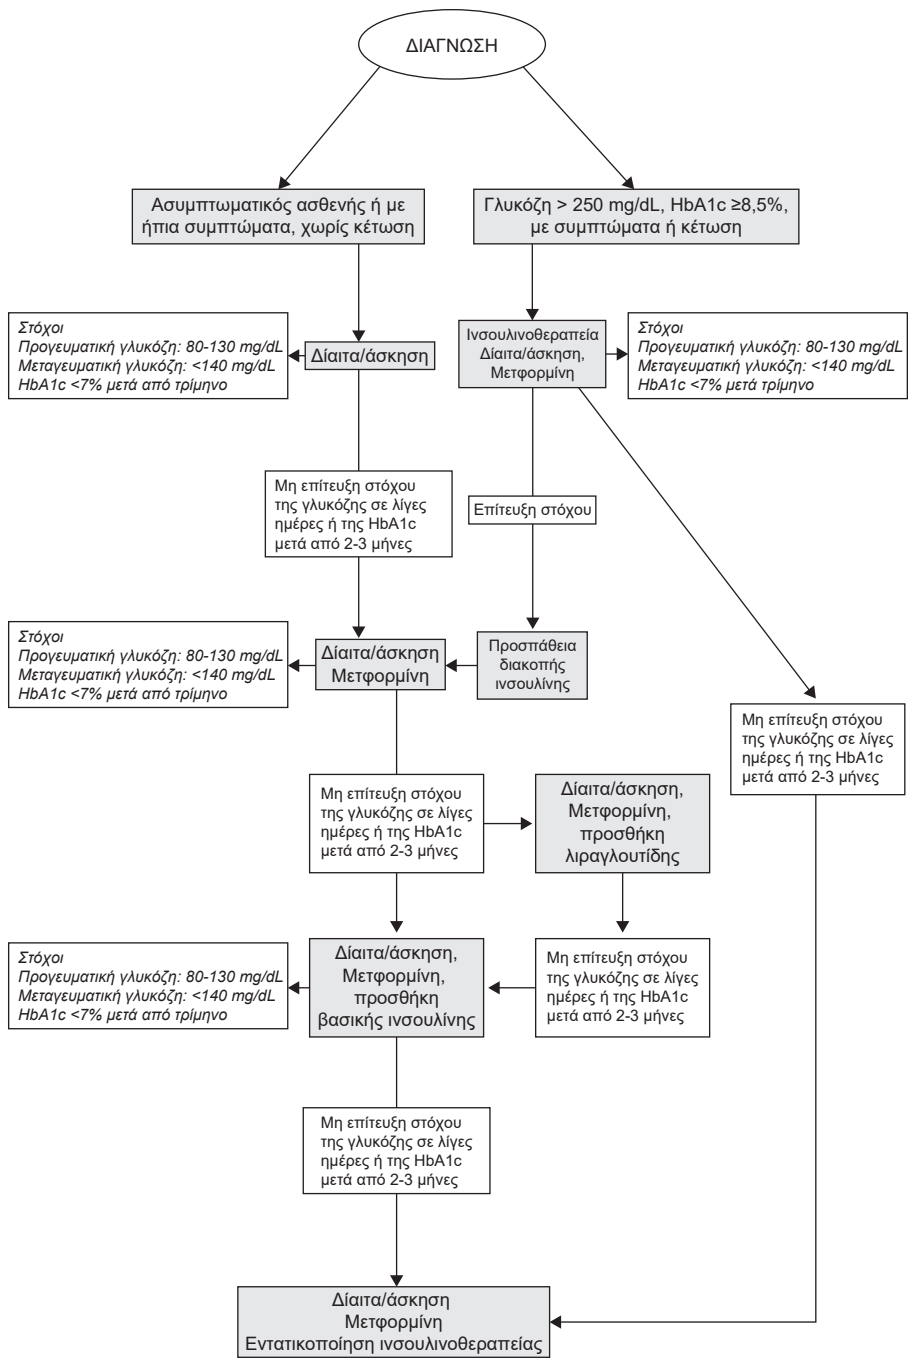 ΔΙΑΓΝΩΣΗ
Ασυμπτωματικός ασθενής ή με
ήπια συμπτώματα, χωρίς κέτωση
Γλυκόζη > 250 mg/dL, HbA1c ≥8,5%,
με συμπτώματα ή κέτωση
Στόχοι
Προγευματική γλυκόζη: 80-130 mg/dL
Μεταγευματική γλυκόζη: <140 mg/dL
HbA1c <7% μετά από τρίμηνο
Δίαιτα/άσκηση
Ινσουλινοθεραπεία
Δίαιτα/άσκηση,
Μετφορμίνη
Στόχοι
Προγευματική γλυκόζη: 80-130 mg/dL
Μεταγευματική γλυκόζη: <140 mg/dL
HbA1c <7% μετά τρίμηνο
Μη επίτευξη στόχου
της γλυκόζης σε λίγες
ημέρες ή της HbA1c
μετά από 2-3 μήνες
Επίτευξη στόχου
Στόχοι
Προγευματική γλυκόζη: 80-130 mg/dL
Μεταγευματική γλυκόζη: <140 mg/dL
HbA1c <7% μετά από τρίμηνο
Δίαιτα/άσκηση
Μετφορμίνη
Προσπάθεια
διακοπής
ινσουλίνης
Μη επίτευξη στόχου
της γλυκόζης σε λίγες
ημέρες ή της HbA1c
μετά από 2-3 μήνες
Μη επίτευξη στόχου
της γλυκόζης σε λίγες
ημέρες ή της HbA1c
μετά από 2-3 μήνες
Δίαιτα/άσκηση,
Μετφορμίνη,
προσθήκη
λιραγλουτίδης
Στόχοι
Προγευματική γλυκόζη: 80-130 mg/dL
Μεταγευματική γλυκόζη: <140 mg/dL
HbA1c <7% μετά από τρίμηνο
Δίαιτα/άσκηση,
Μετφορμίνη,
προσθήκη
βασικής ινσουλίνης
Μη επίτευξη στόχου
της γλυκόζης σε λίγες
ημέρες ή της HbA1c
μετά από 2-3 μήνες
Μη επίτευξη στόχου
της γλυκόζης σε λίγες
ημέρες ή της HbA1c
μετά από 2-3 μήνες
Δίαιτα/άσκηση
Μετφορμίνη
Εντατικοποίηση ινσουλινοθεραπείας